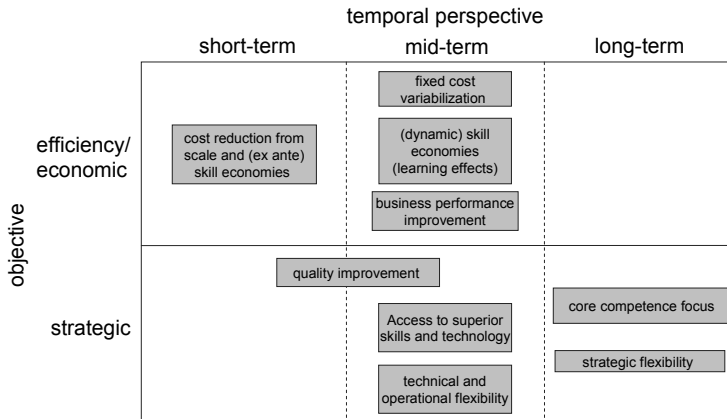 temporal perspective
short-term
mid-term
long-term
objective
efficiency/
economic
cost reduction from
scale and (ex ante)
skill economies
fixed cost
variabilization
(dynamic) skill
economies
(learning effects)
business performance
improvement
strategic
quality improvement
Access to superior
skills and technology
technical and
operational flexibility
core competence focus
strategic flexibility